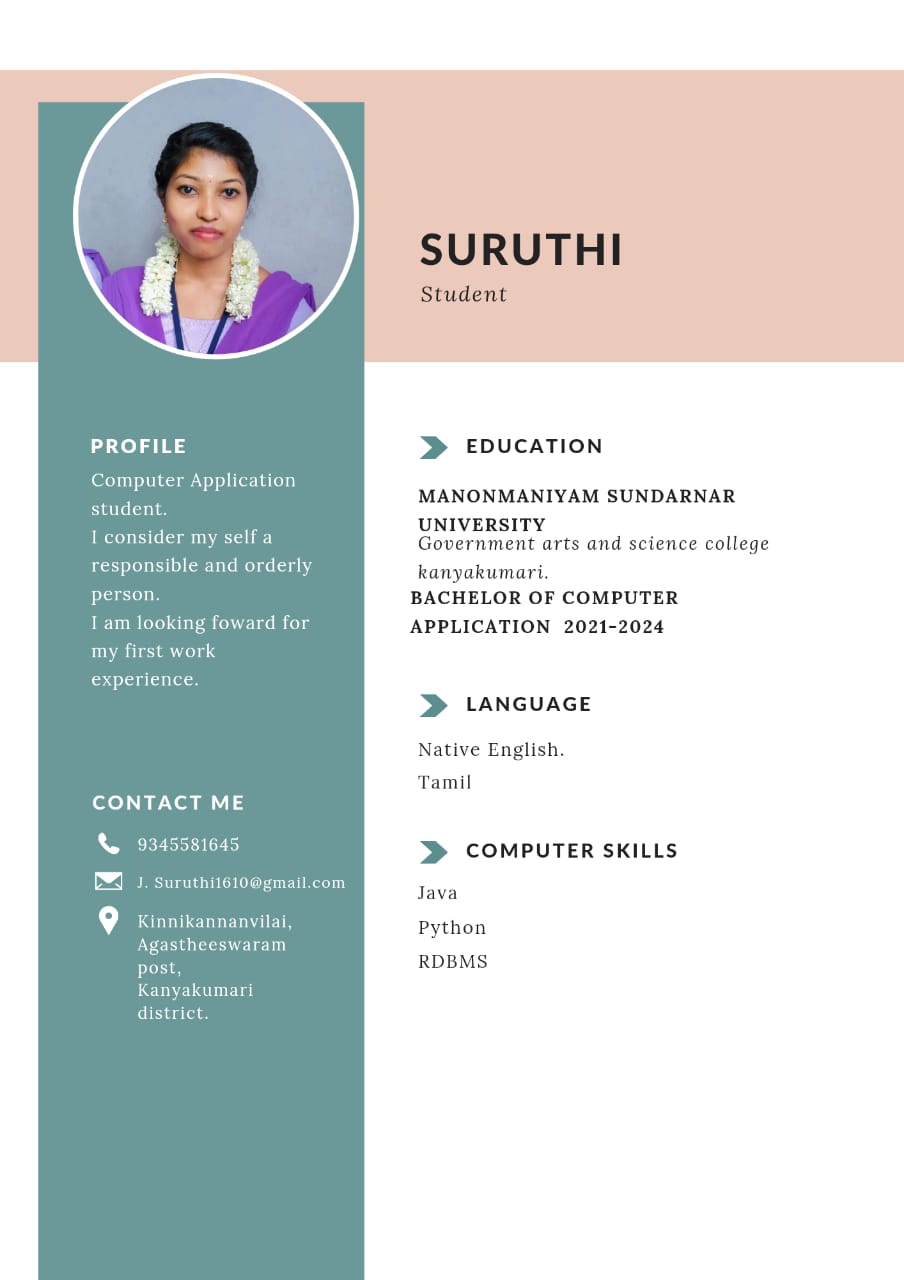 SURUTHI
Student
PROFILE
Computer Application
student.
I consider my self a
responsible and orderly
person.
I am looking foward for
my first work
experience.
CONTACT ME
9345581645
J. Suruthi1610@gmail.com
Kinnikannanvilai,
Agastheeswaram
post,
Kanyakumari
district.
EDUCATION
MANONMANIYAM SUNDARNAR
UNIVERSITY
Government arts and science college
kanyakumari.
BACHELOR OF COMPUTER
APPLICATION  2021-2024
LANGUAGE
Native English.
Tamil
COMPUTER SKILLS
Java
Python
RDBMS